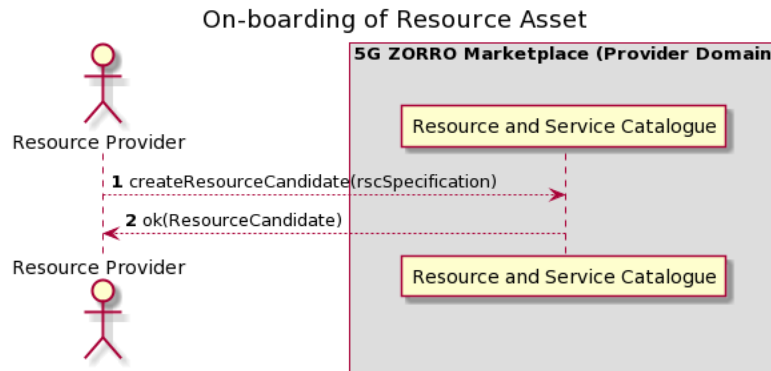 On-boarding of Resource Asset
5G ZORRO Marketplace (Provider Domain
Resource and Service Catalogue
Resource Provider
1 createResourceCandidate(rscSpecification)
2 ok(ResourceCandidate)
Resource Provider
Resource and Service Catalogue